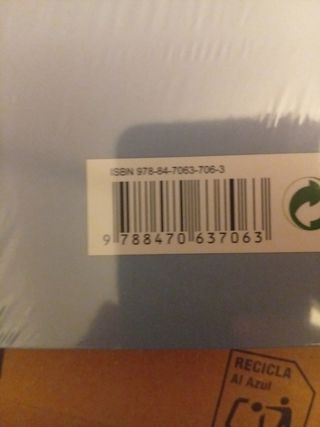 ISBN 978-84-7063-706-3
9 788470 637063
RECICLA
Al Azul